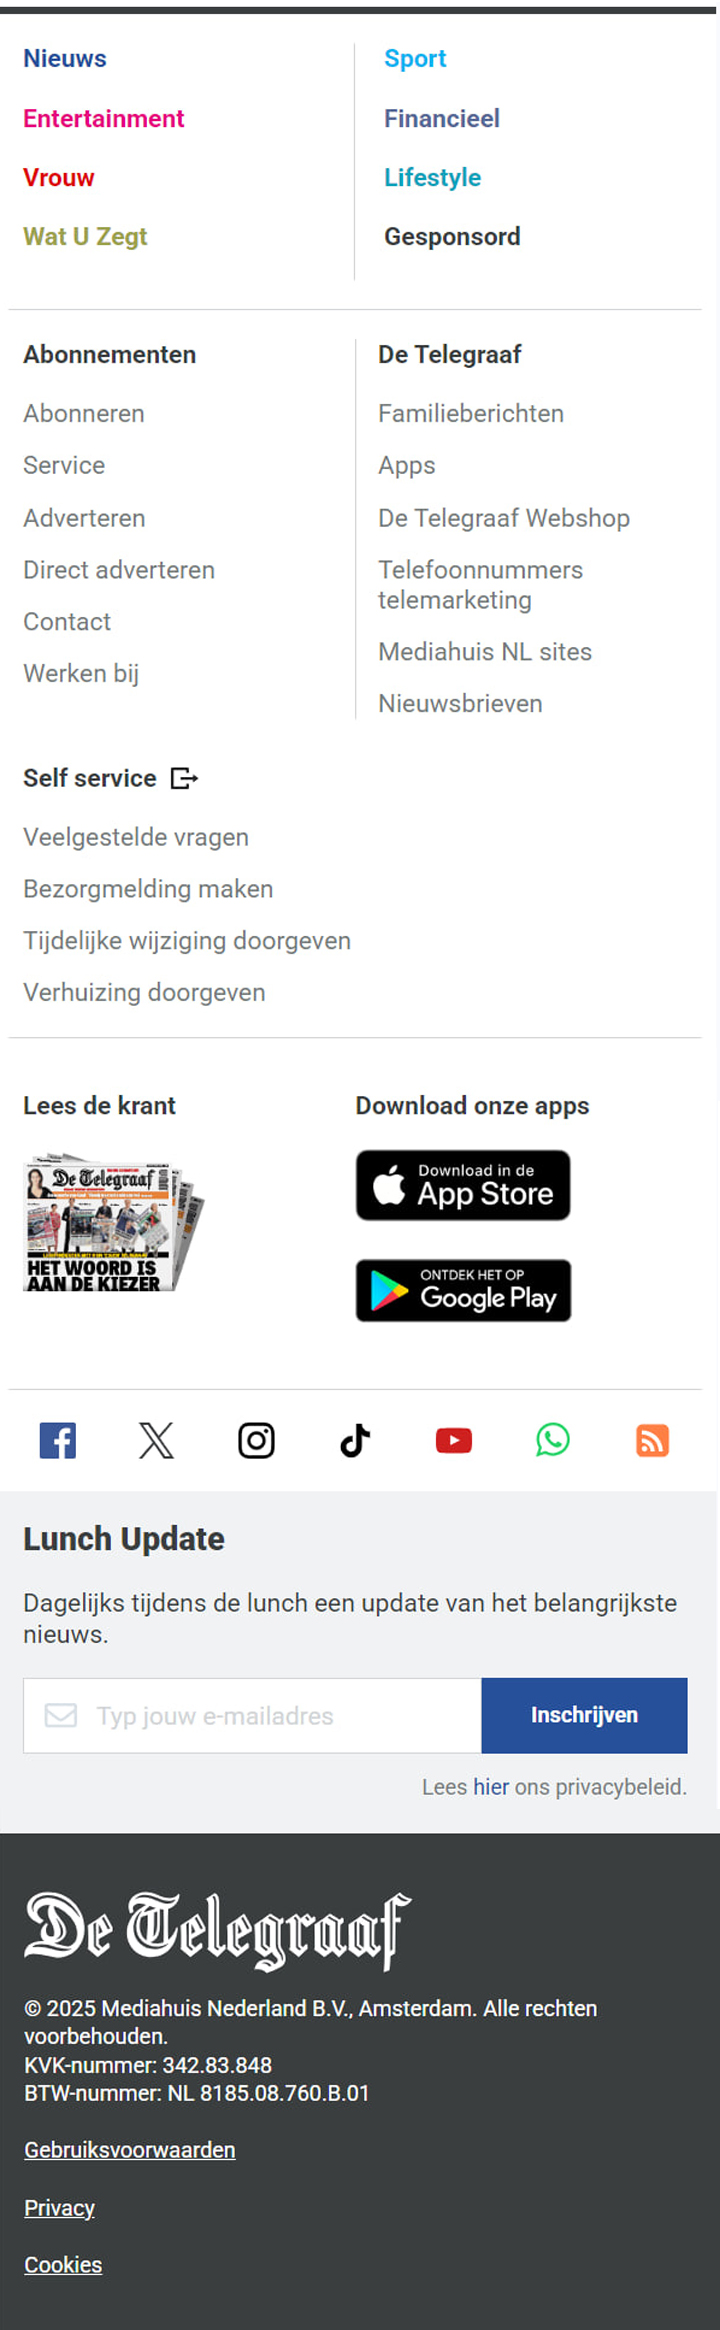 Nieuws
Sport
Entertainment
Financieel
Vrouw
Lifestyle
Wat U Zegt
Gesponsord
Abonnementen
Abonneren
Service
Adverteren
Direct adverteren
Contact
Werken bij
De Telegraaf
Familieberichten
Apps
De Telegraaf Webshop
Telefoonnummers
telemarketing
Mediahuis NL sites
Nieuwsbrieven
Self service
Veelgestelde vragen
Bezorgmelding maken
Tijdelijke wijziging doorgeven
Verhuizing doorgeven
Lees de krant
De Telegraaf
HET WOORD IS
AAN DE KIEZER
Download onze apps
Download in de
App Store
ONTDEK HET OP
Google Play
Lunch Update
Dagelijks tijdens de lunch een update van het belangrijkste
nieuws.
Typ jouw e-mailadres
Inschrijven
Lees hier ons privacybeleid.
De Telegraaf
© 2025 Mediahuis Nederland B.V., Amsterdam. Alle rechten
voorbehouden.
KVK-nummer: 342.83.848
BTW-nummer: NL 8185.08.760.B.01
Gebruiksvoorwaarden
Privacy
Cookies